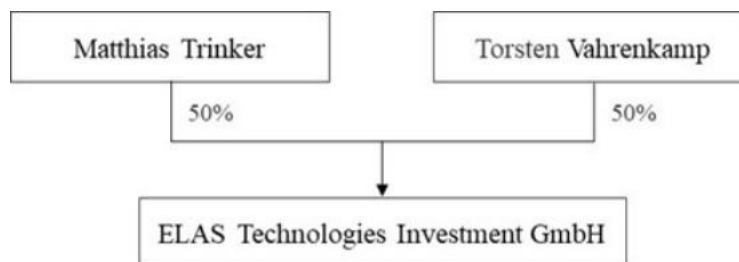 Matthias Trinker
Torsten Vahrenkamp
50%
50%
ELAS Technologies Investment GmbH